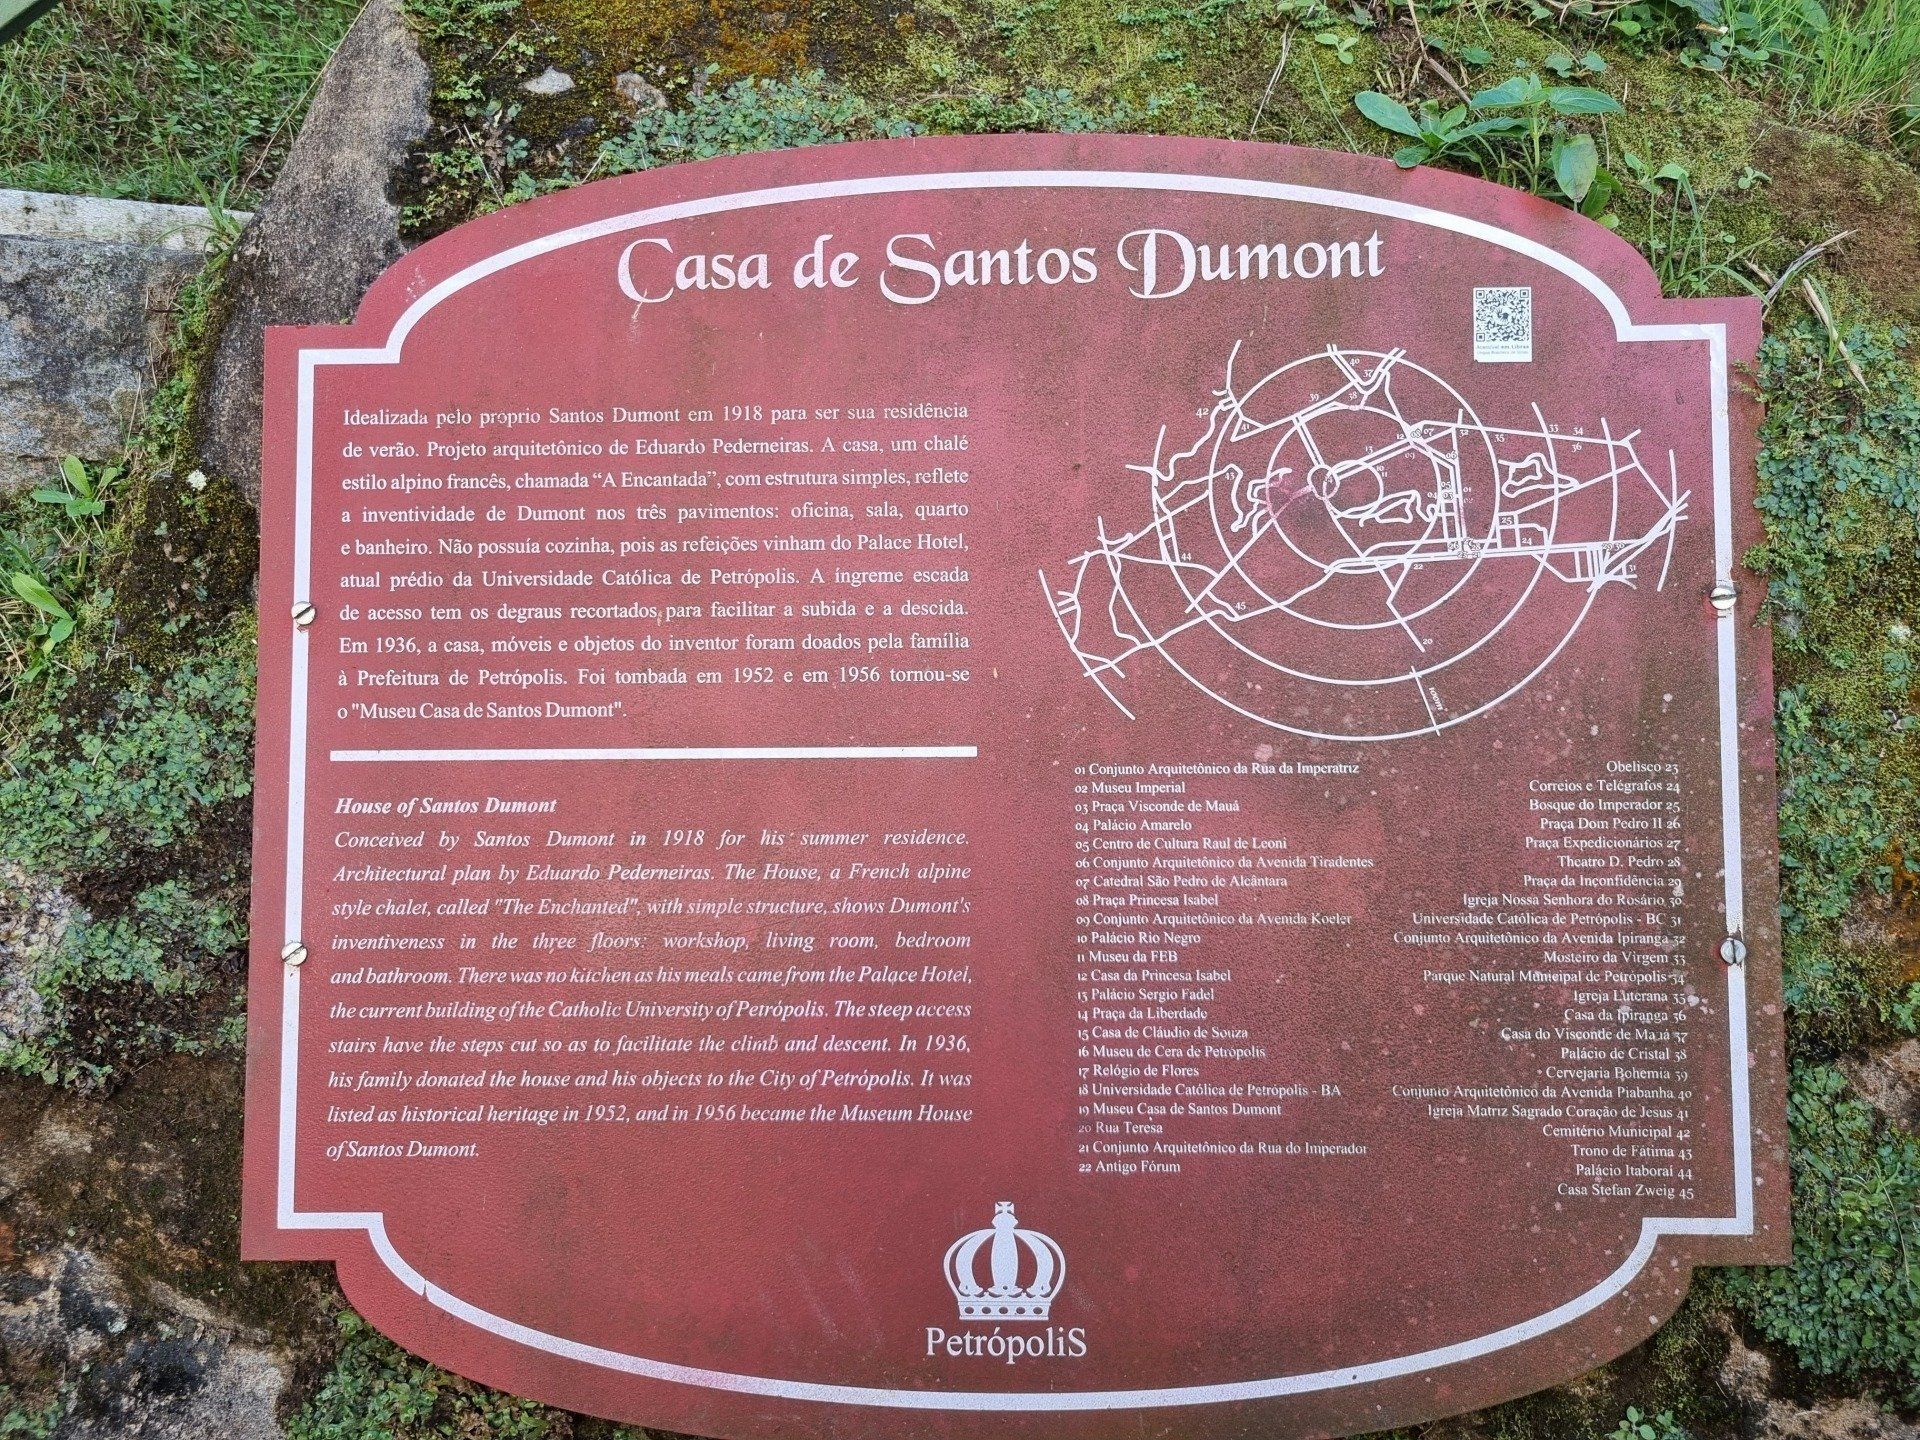 Casa de Santos Dumont
Acessível em Libras
Idealizada pelo próprio Santos Dumont em 1918 para ser sua residência
de verão. Projeto arquitetônico de Eduardo Pederneiras. A casa, um chalé
estilo alpino francês, chamada “A Encantada”, com estrutura simples, reflete
a inventividade de Dumont nos três pavimentos: oficina, sala, quarto
e banheiro. Não possuía cozinha, pois as refeições vinham do Palace Hotel,
atual prédio da Universidade Católica de Petrópolis. A íngreme escada
de acesso tem os degraus recortados para facilitar a subida e a descida.
Em 1936, a casa, móveis e objetos do inventor foram doados pela família
à Prefeitura de Petrópolis. Foi tombada em 1952 e em 1956 tornou-se
o "Museu Casa de Santos Dumont".
House of Santos Dumont
Conceived by Santos Dumont in 1918 for his summer residence.
Architectural plan by Eduardo Pederneiras. The House, a French alpine
style chalet, called "The Enchanted", with simple structure, shows Dumont's
inventiveness in the three floors: workshop, living room, bedroom
and bathroom. There was no kitchen as his meals came from the Palace Hotel,
the current building of the Catholic University of Petrópolis. The steep access
stairs have the steps cut so as to facilitate the climb and descent. In 1936,
his family donated the house and his objects to the City of Petrópolis. It was
listed as historical heritage in 1952, and in 1956 became the Museum House
of Santos Dumont.
01 Conjunto Arquitetônico da Rua da Imperatriz
02 Museu Imperial
03 Praça Visconde de Mauá
04 Palácio Amarelo
05 Centro de Cultura Raul de Leoni
06 Conjunto Arquitetônico da Avenida Tiradentes
07 Catedral São Pedro de Alcântara
08 Praça Princesa Isabel
09 Conjunto Arquitetônico da Avenida Koeler
10 Palácio Rio Negro
11 Museu da FEB
12 Casa da Princesa Isabel
13 Palácio Sergio Fadel
14 Praça da Liberdade
15 Casa de Cláudio de Souza
16 Museu de Cera de Petrópolis
17 Relógio de Flores
18 Universidade Católica de Petrópolis - BA
19 Museu Casa de Santos Dumont
20 Rua Teresa
21 Conjunto Arquitetônico da Rua do Imperador
22 Antigo Fórum
Obelisco 23
Correios e Telégrafos 24
Bosque do Imperador 25
Praça Dom Pedro II 26
Praça Expedicionários 27
Theatro D. Pedro 28
Praça da Inconfidência 29
Igreja Nossa Senhora do Rosário 30
Universidade Católica de Petrópolis - BC 31
Conjunto Arquitetônico da Avenida Ipiranga 32
Mosteiro da Virgem 33
Parque Natural Municipal de Petrópolis 34
Igreja Luterana 35
Casa da Ipiranga 36
Casa do Visconde de Mauá 37
Palácio de Cristal 38
Cervejaria Bohemia 39
Conjunto Arquitetônico da Avenida Piabanha 40
Igreja Matriz Sagrado Coração de Jesus 41
Cemitério Municipal 42
Trono de Fátima 43
Palácio Itaboraí 44
Casa Stefan Zweig 45
PetrópoliS